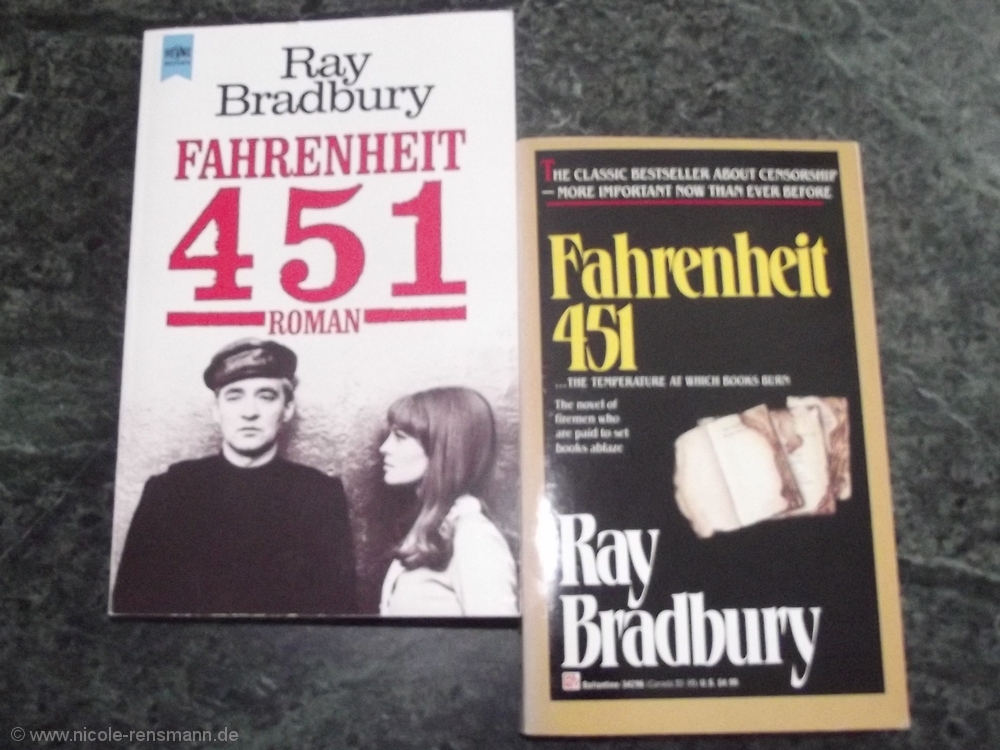 HEYNE
Ray
Bradbury
FAHRENHEIT
451
ROMAN
THE CLASSIC BESTSELLER ABOUT CENSORSHIP
— MORE IMPORTANT NOW THAN EVER BEFORE
Fahrenheit
451
...THE TEMPERATURE AT WHICH BOOKS BURN
The novel of
firemen who
are paid to set
books ablaze
Ray
Bradbury
Ballantine
U.S.
© www.nicole-rensmann.de